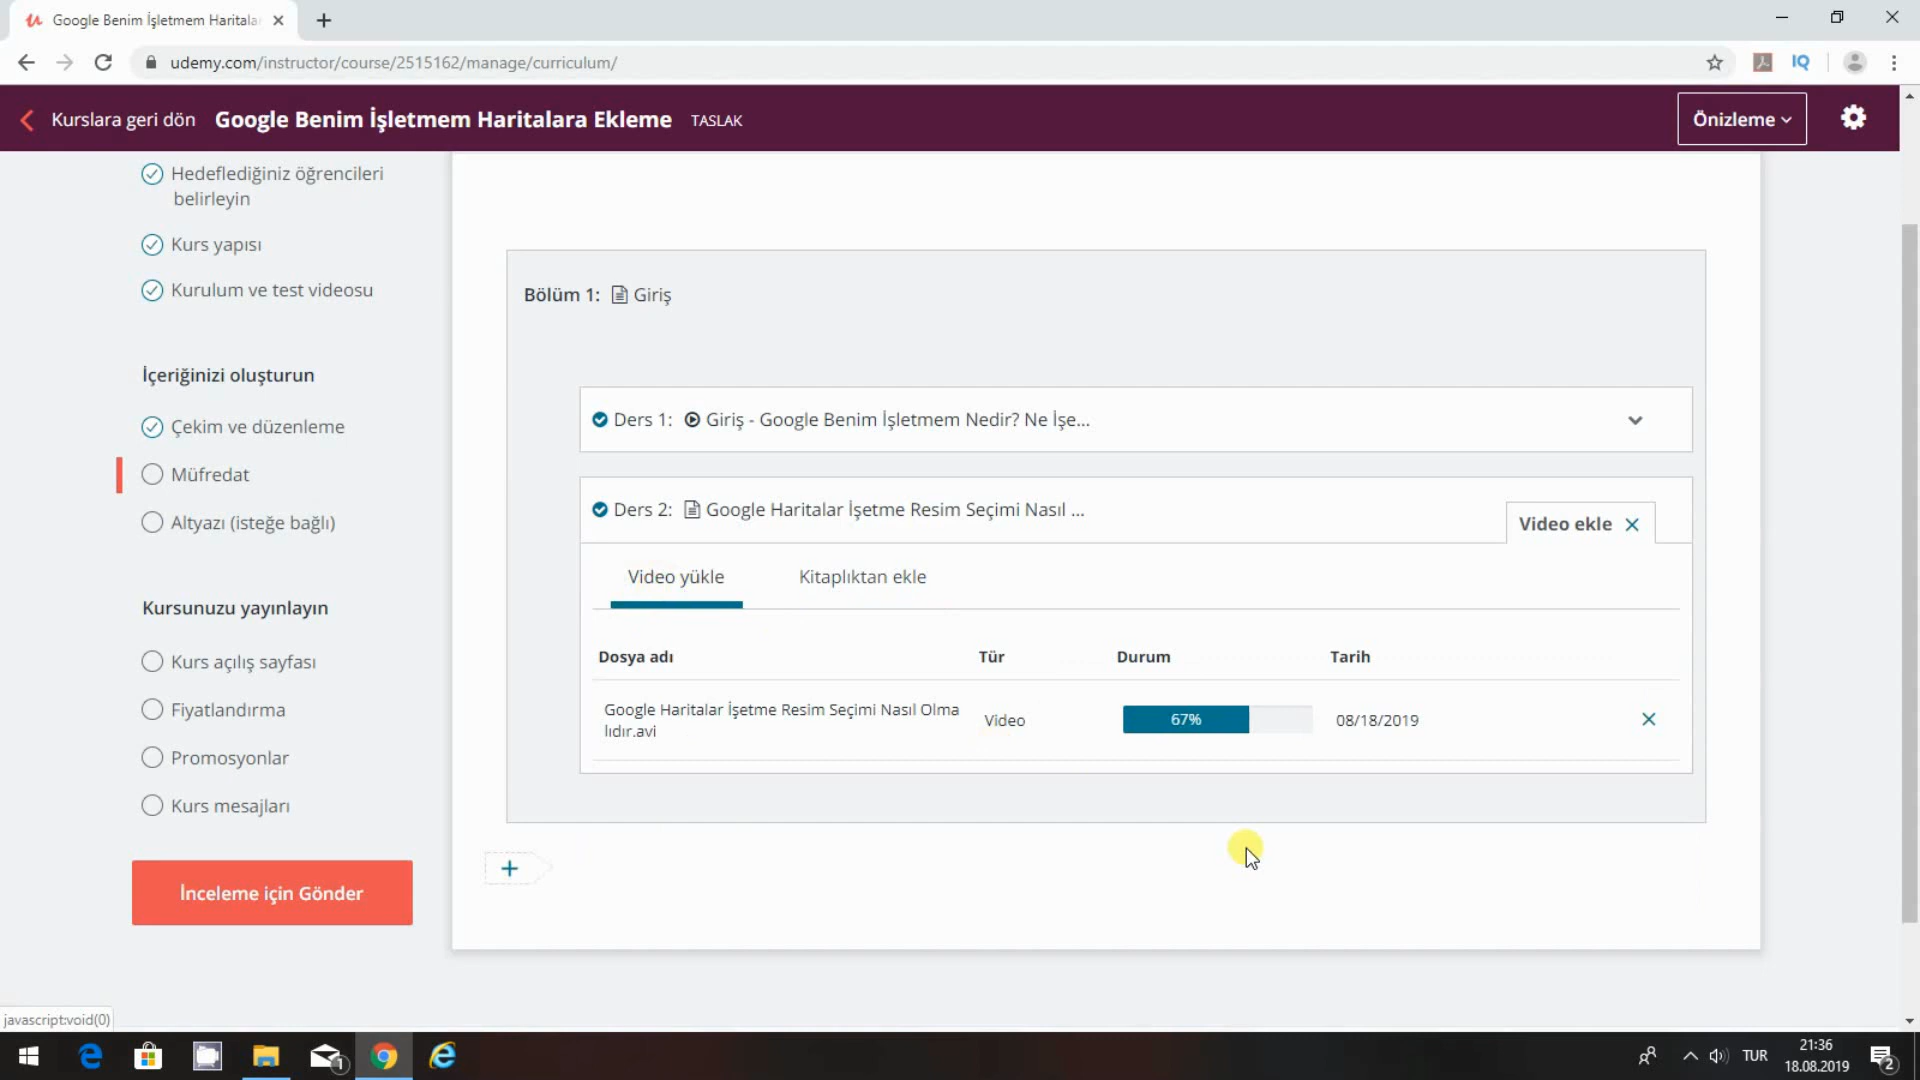 Google Benim İşletmem Haritala
udemy.com/instructor/course/2515162/manage/curriculum/
IQ
Kurslara geri dön
Google Benim İşletmem Haritalara Ekleme
TASLAK
Önizleme
Hedeflediğiniz öğrencileri
belirleyin
Kurs yapısı
Kurulum ve test videosu
İçeriğinizi oluşturun
Çekim ve düzenleme
Müfredat
Altyazı (isteğe bağlı)
Kursunuzu yayınlayın
Kurs açılış sayfası
Fiyatlandırma
Promosyonlar
Kurs mesajları
İnceleme için Gönder
Bölüm 1: Giriş
Ders 1: Giriş - Google Benim İşletmem Nedir? Ne İşe...
Ders 2: Google Haritalar İşetme Resim Seçimi Nasıl ...
Video ekle
Video yükle
Kitaplıktan ekle
Dosya adı Tür Durum Tarih
Google Haritalar İşetme Resim Seçimi Nasıl Olma
lıdır.avi
Video
67%
08/18/2019
javascript:void(0)
1
TUR
21:36
18.08.2019
2